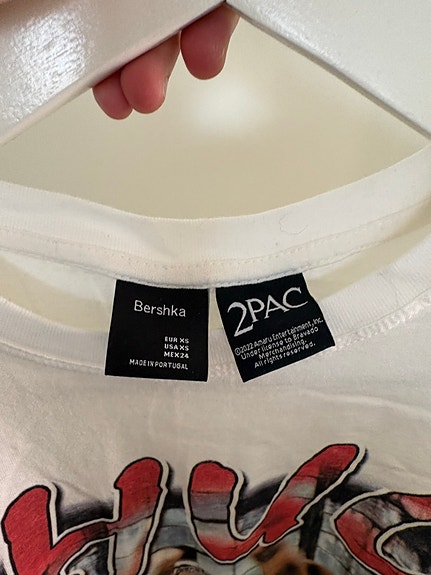 Bershka
EUR XS
USA XS
MEX 24
MADE IN PORTUGAL
2PAC
©2022 Amaru Entertainment, Inc.
Under license to Bravado
Merchandising.
All rights reserved.